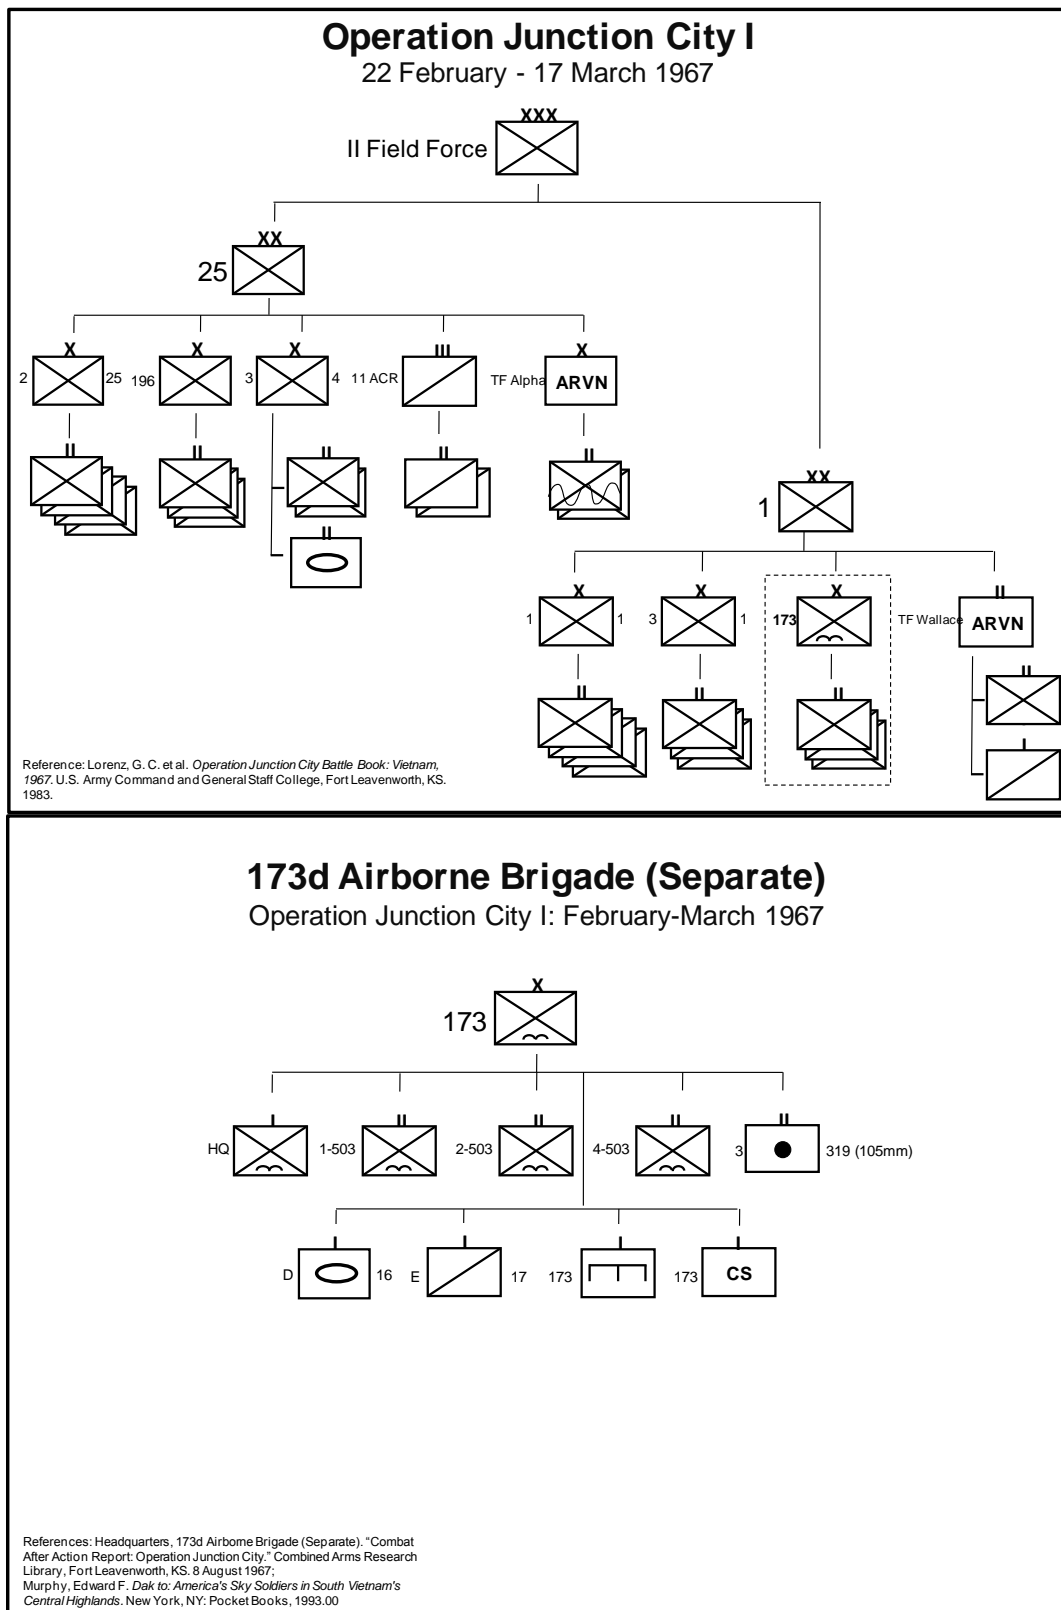 Operation Junction City I
22 February - 17 March 1967
XXX
II Field Force
XX
25
X X X III X
2 25 196 3 4 11 ACR TF Alpha ARVN
II II II II II
II
XX
1
X X X II
1 1 3 1 173 TF Wallace ARVN
II II II II
I
Reference: Lorenz, G. C. et al. Operation Junction City Battle Book: Vietnam,
1967. U.S. Army Command and General Staff College, Fort Leavenworth, KS.
1983.
173d Airborne Brigade (Separate)
Operation Junction City I: February-March 1967
X
173
I II II II II
HQ 1-503 2-503 4-503 3 319 (105mm)
I I I I
D 16 E 17 173 173 CS
References: Headquarters, 173d Airborne Brigade (Separate). “Combat
After Action Report: Operation Junction City.” Combined Arms Research
Library, Fort Leavenworth, KS. 8 August 1967;
Murphy, Edward F. Dak to: America's Sky Soldiers in South Vietnam's
Central Highlands. New York, NY: Pocket Books, 1993.00